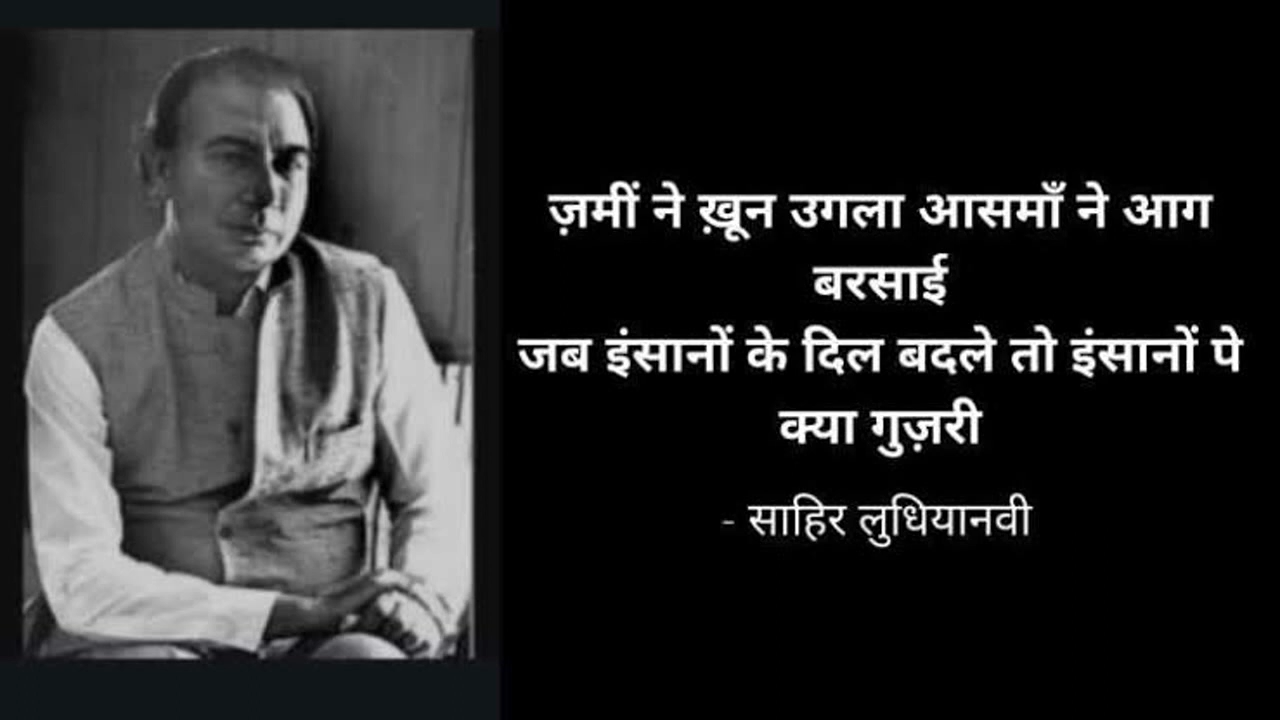 ज़मीं ने ख़ून उगला आसमाँ ने आग
बरसाई
जब इंसानों के दिल बदले तो इंसानों पे
क्या गुज़री
- साहिर लुधियानवी